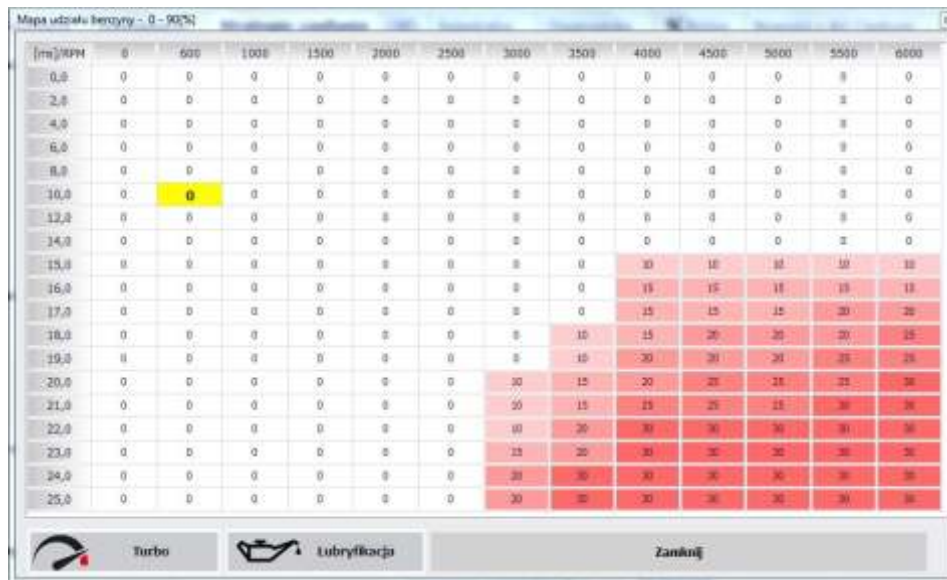 Mapa udziału benzyny - 0 - 90[%]
[ms]/RPM 0 600 1000 1500 2000 2500 3000 3500 4000 4500 5000 5500 6000
0,0 0 0 0 0 0 0 0 0 0 0 0 0 0
2,0 0 0 0 0 0 0 0 0 0 0 0 0 0
4,0 0 0 0 0 0 0 0 0 0 0 0 0 0
6,0 0 0 0 0 0 0 0 0 0 0 0 0 0
8,0 0 0 0 0 0 0 0 0 0 0 0 0 0
10,0 0 0 0 0 0 0 0 0 0 0 0 0 0
12,0 0 0 0 0 0 0 0 0 0 0 0 0 0
14,0 0 0 0 0 0 0 0 0 0 0 0 0 0
15,0 0 0 0 0 0 0 0 0 10 10 10 10 10
16,0 0 0 0 0 0 0 0 0 15 15 15 15 15
17,0 0 0 0 0 0 0 0 0 15 15 15 20 20
18,0 0 0 0 0 0 0 0 10 15 20 20 20 25
19,0 0 0 0 0 0 0 0 10 20 20 20 25 25
20,0 0 0 0 0 0 0 10 15 20 25 25 25 30
21,0 0 0 0 0 0 0 10 15 25 25 25 30 30
22,0 0 0 0 0 0 0 10 20 30 30 30 30 30
23,0 0 0 0 0 0 0 15 20 30 30 30 30 30
24,0 0 0 0 0 0 0 20 30 30 30 30 30 30
25,0 0 0 0 0 0 0 20 30 30 30 30 30 30
Turbo Lubryfikacja Zamknij